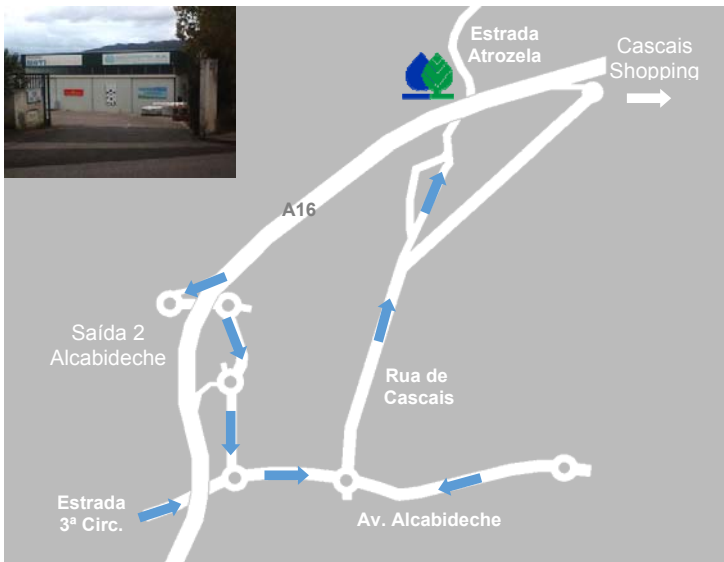 Estrada
Atrozela
Cascais
Shopping
A16
Saída 2
Alcabideche
Rua de
Cascais
Estrada
3ª Circ.
Av. Alcabideche